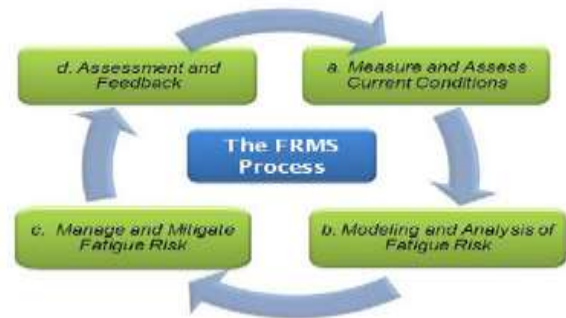 d. Assessment and
Feedback
a. Measure and Assess
Current Conditions
The FRMS
Process
c. Manage and Mitigate
Fatigue Risk
b. Modeling and Analysis of
Fatigue Risk